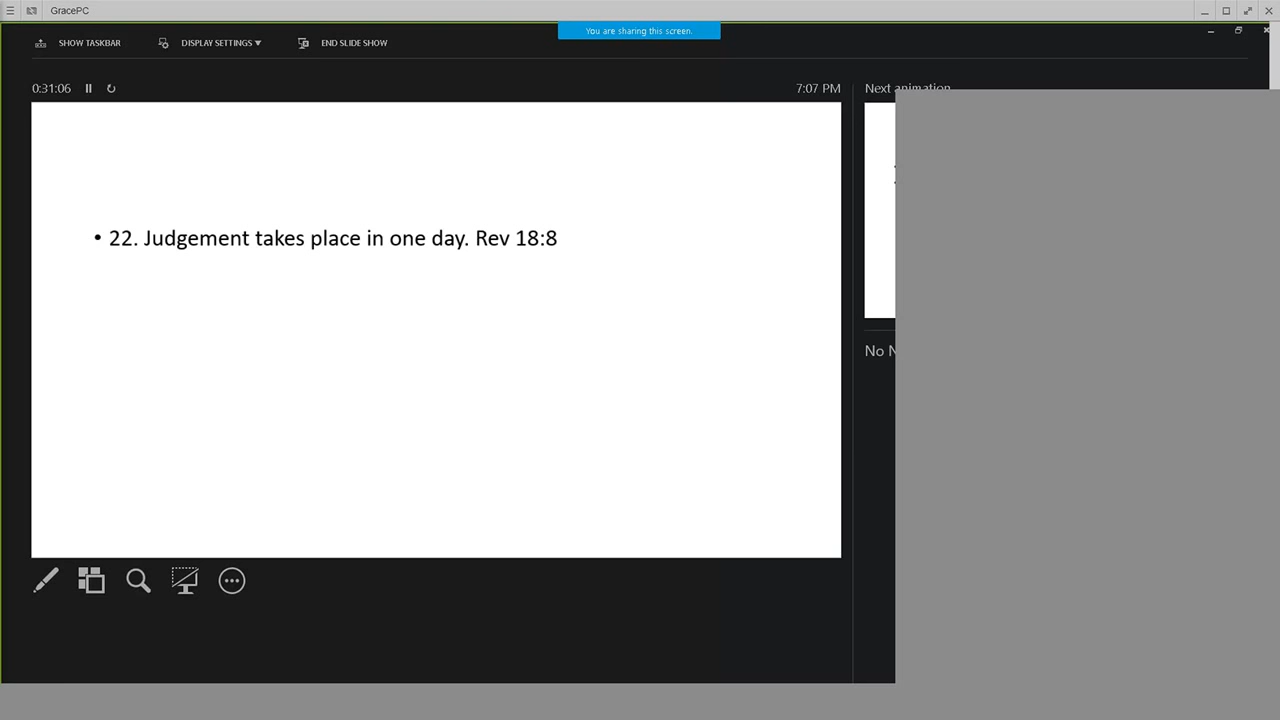 GracePC
You are sharing this screen.
SHOW TASKBAR
DISPLAY SETTINGS ▼
END SLIDE SHOW
0:31:06
7:07 PM
Next animation
• 22. Judgement takes place in one day. Rev 18:8
No N